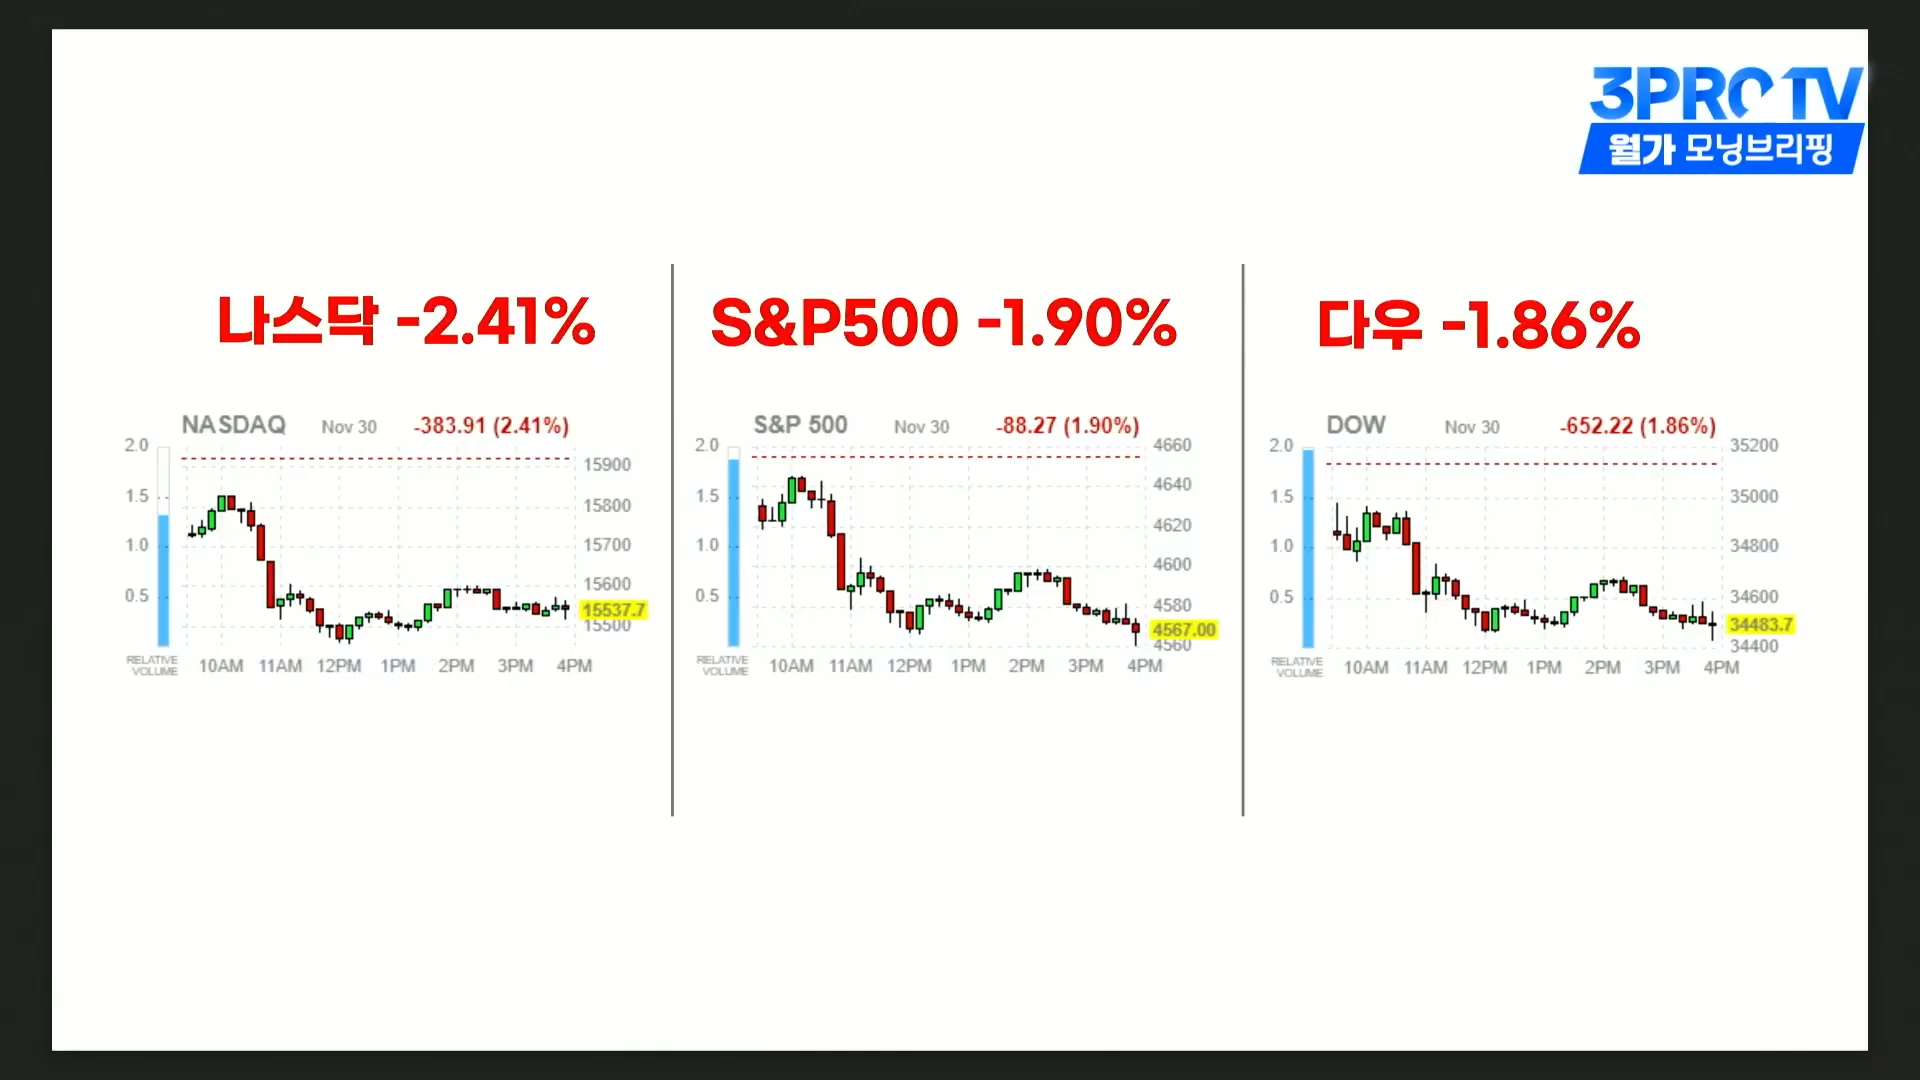 3PRO TV
월가 모닝브리핑
나스닥 -2.41%
NASDAQ Nov 30 -383.91 (2.41%)
2.0
1.5
1.0
0.5
15900
15800
15700
15600
15537.7
15500
RELATIVE
VOLUME
10AM 11AM 12PM 1PM 2PM 3PM 4PM
S&P500 -1.90%
S&P 500 Nov 30 -88.27 (1.90%)
2.0
1.5
1.0
0.5
4660
4640
4620
4600
4580
4567.00
4560
RELATIVE
VOLUME
10AM 11AM 12PM 1PM 2PM 3PM 4PM
다우 -1.86%
DOW Nov 30 -652.22 (1.86%)
2.0
1.5
1.0
0.5
35200
35000
34800
34600
34483.7
34400
RELATIVE
VOLUME
10AM 11AM 12PM 1PM 2PM 3PM 4PM